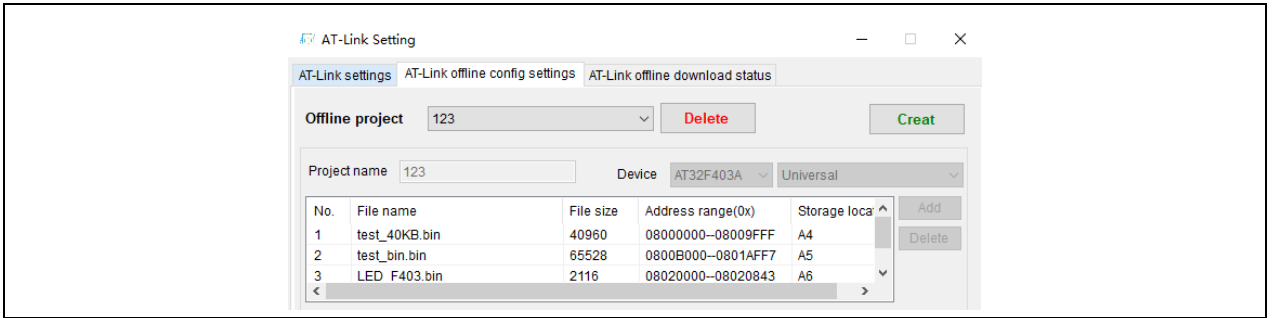 AT-Link Setting
AT-Link settings AT-Link offline config settings AT-Link offline download status
Offline project 123 Delete Creat
Project name 123 Device AT32F403A Universal
No. File name File size Address range(0x) Storage locat Add
1 test_40KB.bin 40960 08000000--08009FFF A4 Delete
2 test_bin.bin 65528 0800B000--0801AFF7 A5
3 LED_F403.bin 2116 08020000--08020843 A6